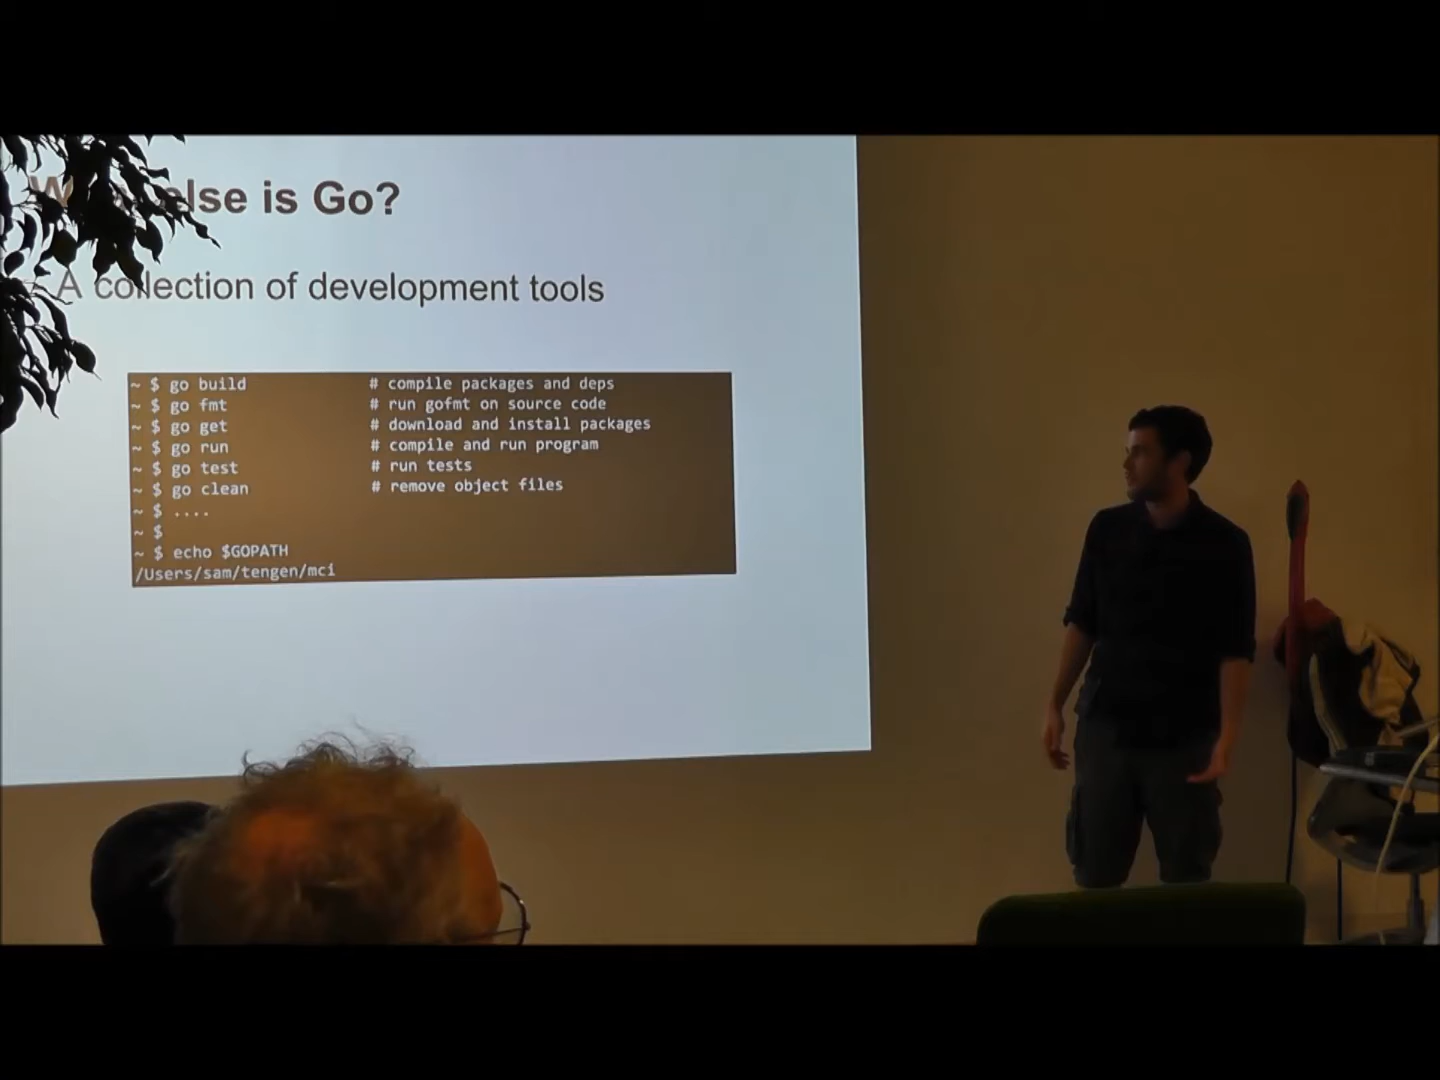 else is Go?
A collection of development tools
~ $ go build # compile packages and deps
~ $ go fmt # run gofmt on source code
~ $ go get # download and install packages
~ $ go run # compile and run program
~ $ go test # run tests
~ $ go clean # remove object files
~ $ ....
~ $
~ $ echo $GOPATH
/Users/sam/tengen/mci